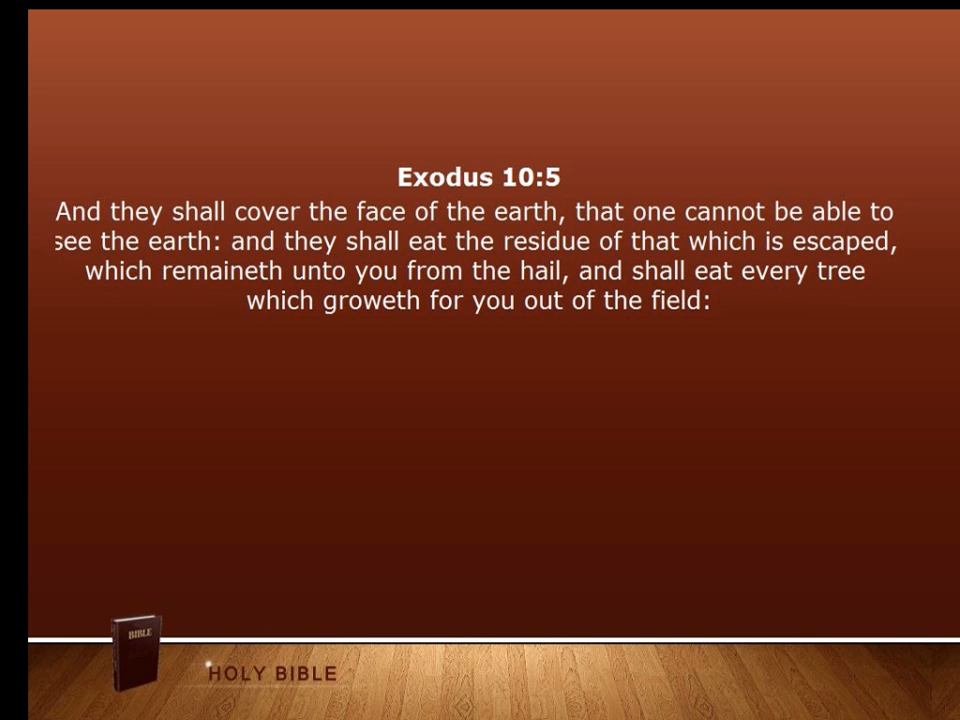 Exodus 10:5
And they shall cover the face of the earth, that one cannot be able to
see the earth: and they shall eat the residue of that which is escaped,
which remaineth unto you from the hail, and shall eat every tree
which groweth for you out of the field:
BIBLE
HOLY BIBLE